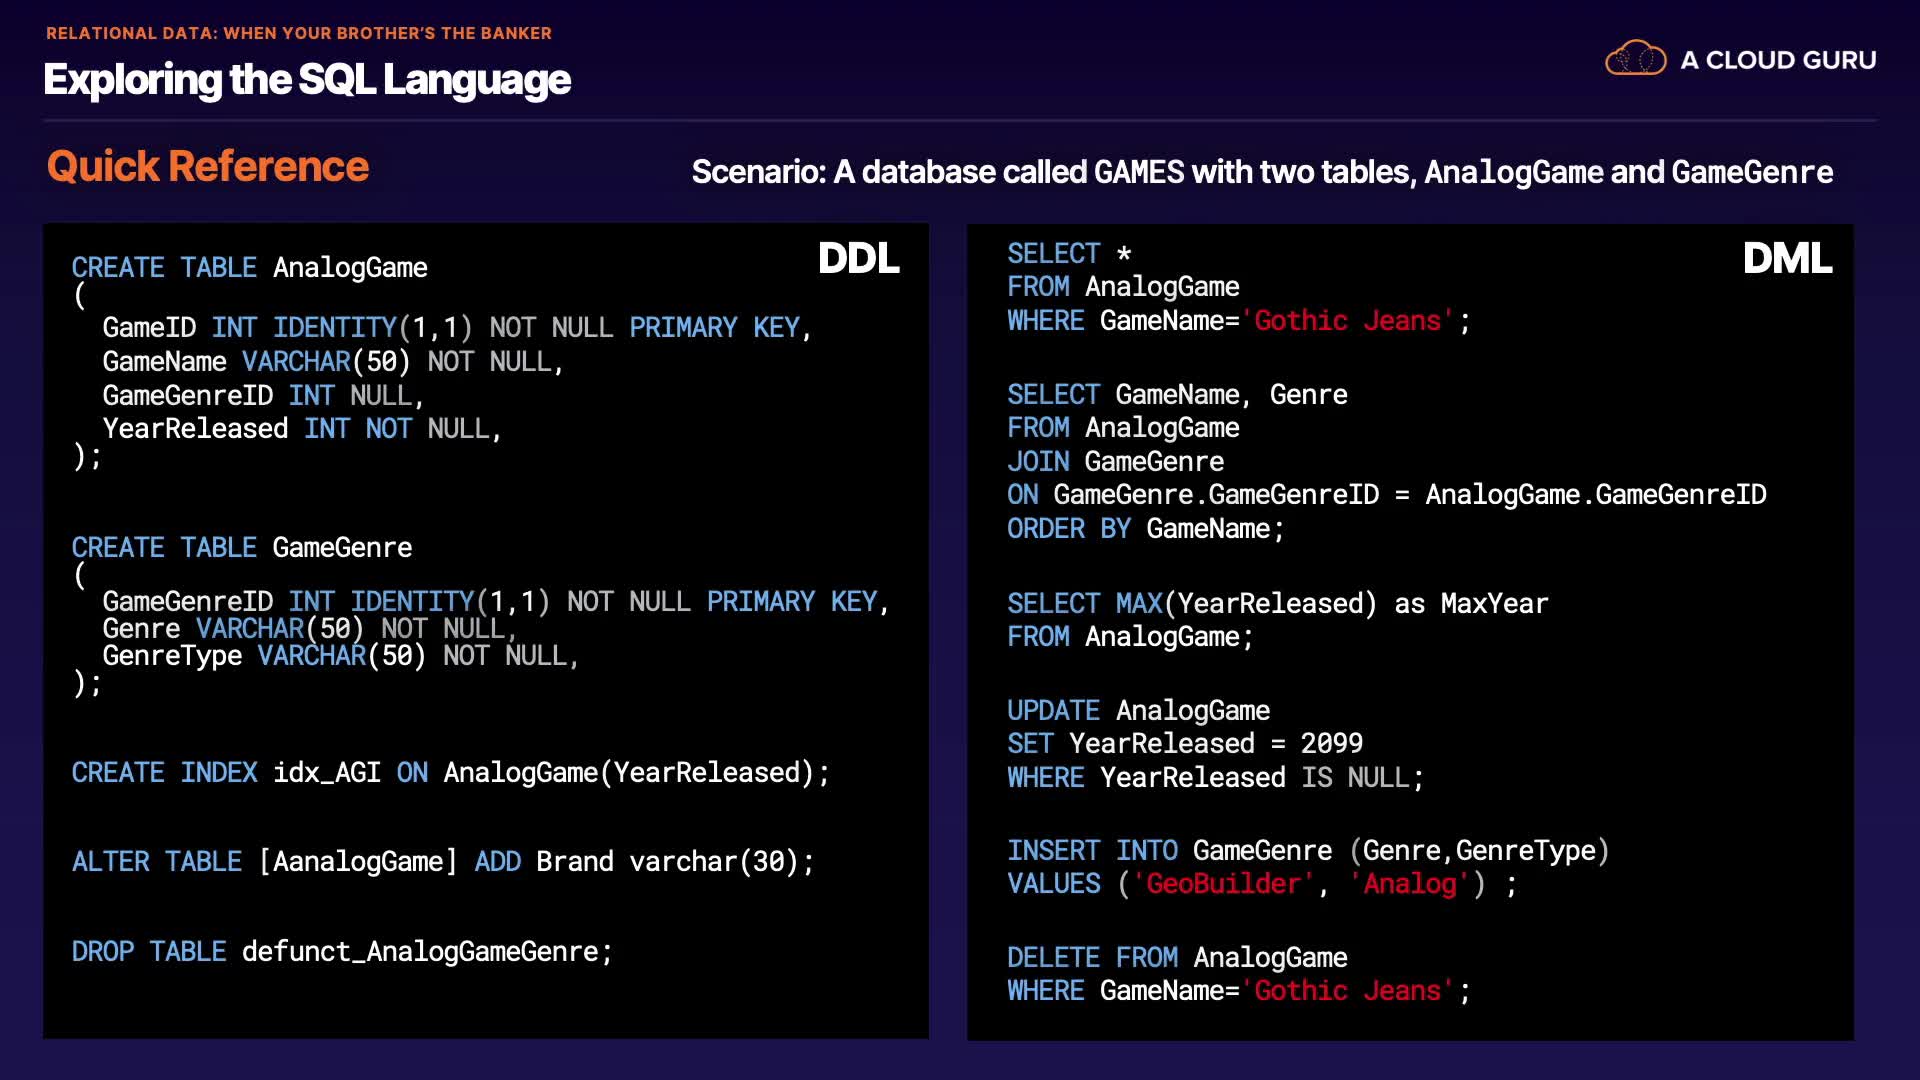 RELATIONAL DATA: WHEN YOUR BROTHER'S THE BANKER
Exploring the SQL Language
A CLOUD GURU
Quick Reference
Scenario: A database called GAMES with two tables, AnalogGame and GameGenre
DDL
CREATE TABLE AnalogGame
(
GameID INT IDENTITY(1,1) NOT NULL PRIMARY KEY,
GameName VARCHAR(50) NOT NULL,
GameGenreID INT NULL,
YearReleased INT NOT NULL,
);
CREATE TABLE GameGenre
(
GameGenreID INT IDENTITY(1,1) NOT NULL PRIMARY KEY,
Genre VARCHAR(50) NOT NULL,
GenreType VARCHAR(50) NOT NULL,
);
CREATE INDEX idx_AGI ON AnalogGame(YearReleased);
ALTER TABLE [AanalogGame] ADD Brand varchar(30);
DROP TABLE defunct_AnalogGameGenre;
DML
SELECT *
FROM AnalogGame
WHERE GameName='Gothic Jeans';
SELECT GameName, Genre
FROM AnalogGame
JOIN GameGenre
ON GameGenre.GameGenreID = AnalogGame.GameGenreID
ORDER BY GameName;
SELECT MAX(YearReleased) as MaxYear
FROM AnalogGame;
UPDATE AnalogGame
SET YearReleased = 2099
WHERE YearReleased IS NULL;
INSERT INTO GameGenre (Genre,GenreType)
VALUES ('GeoBuilder', 'Analog') ;
DELETE FROM AnalogGame
WHERE GameName='Gothic Jeans';